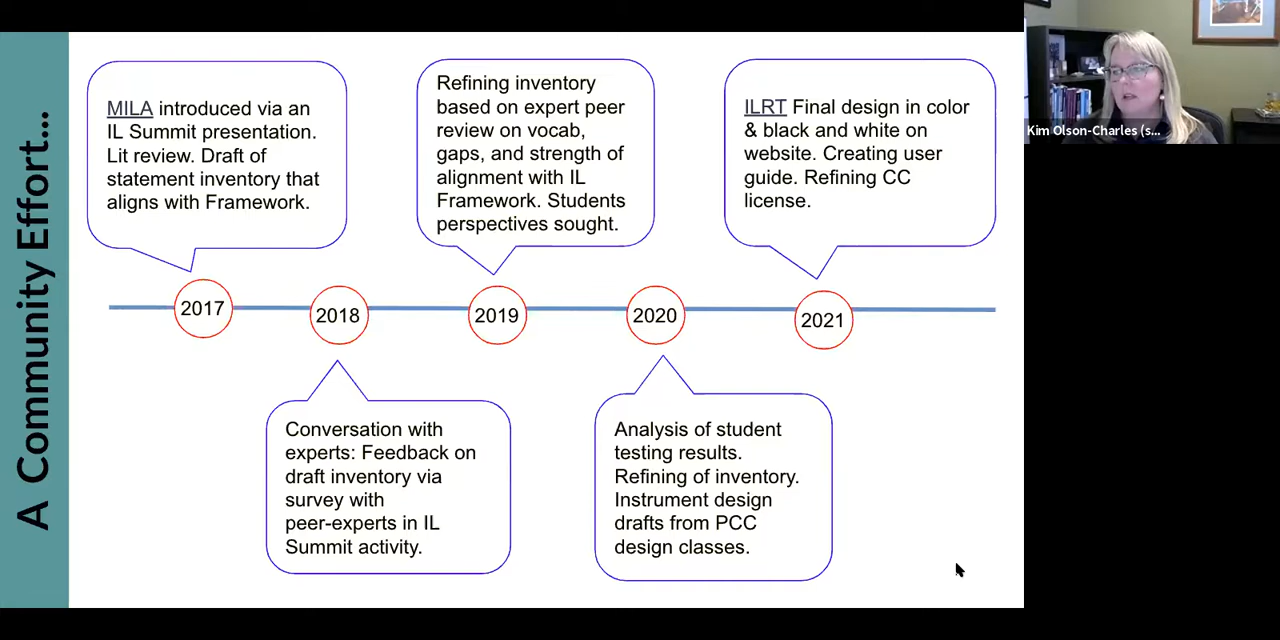 A Community Effort...
MILA introduced via an
IL Summit presentation.
Lit review. Draft of
statement inventory that
aligns with Framework.
Refining inventory
based on expert peer
review on vocab,
gaps, and strength of
alignment with IL
Framework. Students
perspectives sought.
ILRT Final design in color
& black and white on
website. Creating user
guide. Refining CC
license.
Kim Olson-Charles (s...
2017
2018
2019
2020
2021
Conversation with
experts: Feedback on
draft inventory via
survey with
peer-experts in IL
Summit activity.
Analysis of student
testing results.
Refining of inventory.
Instrument design
drafts from PCC
design classes.